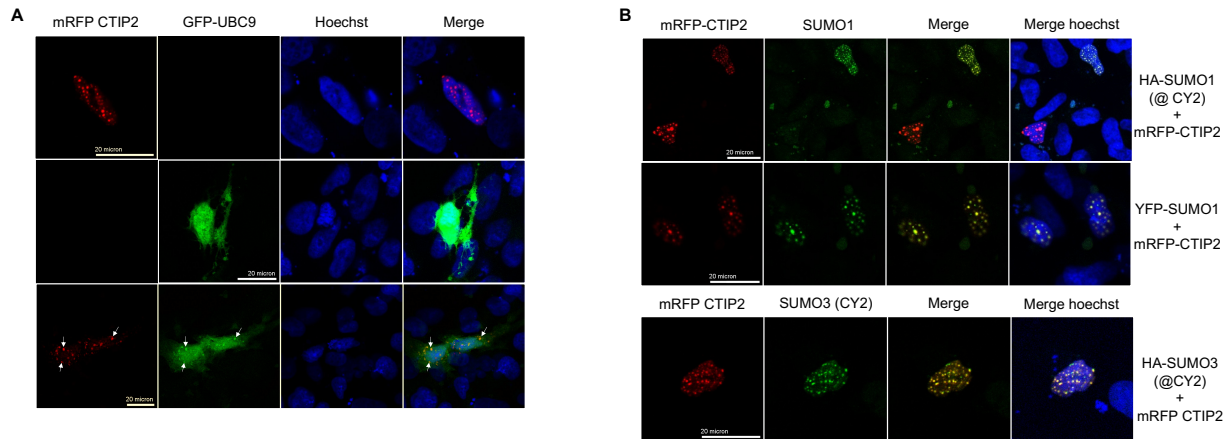 A
mRFP CTIP2 GFP-UBC9 Hoechst Merge
20 micron
20 micron
20 micron
B
mRFP-CTIP2 SUMO1 Merge Merge hoechst
20 micron
HA-SUMO1
(@ CY2)
+
mRFP-CTIP2
20 micron
YFP-SUMO1
+
mRFP-CTIP2
mRFP CTIP2 SUMO3 (CY2) Merge Merge hoechst
20 micron
HA-SUMO3
(@CY2)
+
mRFP CTIP2